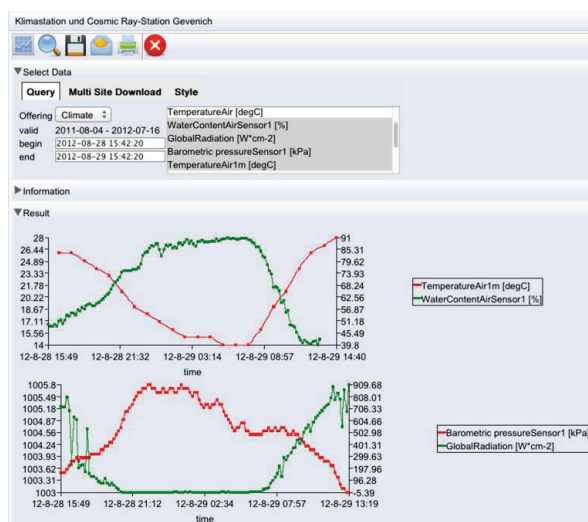 Klimastation und Cosmic Ray-Station Gevenich
Select Data
Query Multi Site Download Style
Offering Climate
valid 2011-08-04 - 2012-07-16
begin 2012-08-28 15:42:20
end 2012-08-29 15:42:20
TemperatureAir [degC]
WaterContentAirSensor1 [%]
GlobalRadiation [W*cm-2]
Barometric pressureSensor1 [kPa]
TemperatureAir1m [degC]
Information
Result
28 91
26.44 85.31
24.89 79.62
23.33 73.93
21.78 68.24
20.22 62.56
18.67 56.87
17.11 51.18
15.56 45.49
14 39.8
12-8-28 15:49 12-8-28 21:32 12-8-29 03:14 12-8-29 08:57 12-8-29 14:40
time
TemperatureAir1m [degC]
WaterContentAirSensor1 [%]
1005.8 909.68
1005.49 808.01
1005.18 706.33
1004.87 604.66
1004.56 502.98
1004.24 401.31
1003.93 299.63
1003.62 197.96
1003.31 96.28
1003 -5.39
12-8-28 15:49 12-8-28 21:12 12-8-29 02:34 12-8-29 07:57 12-8-29 13:19
time
Barometric pressureSensor1 [kPa]
GlobalRadiation [W*cm-2]